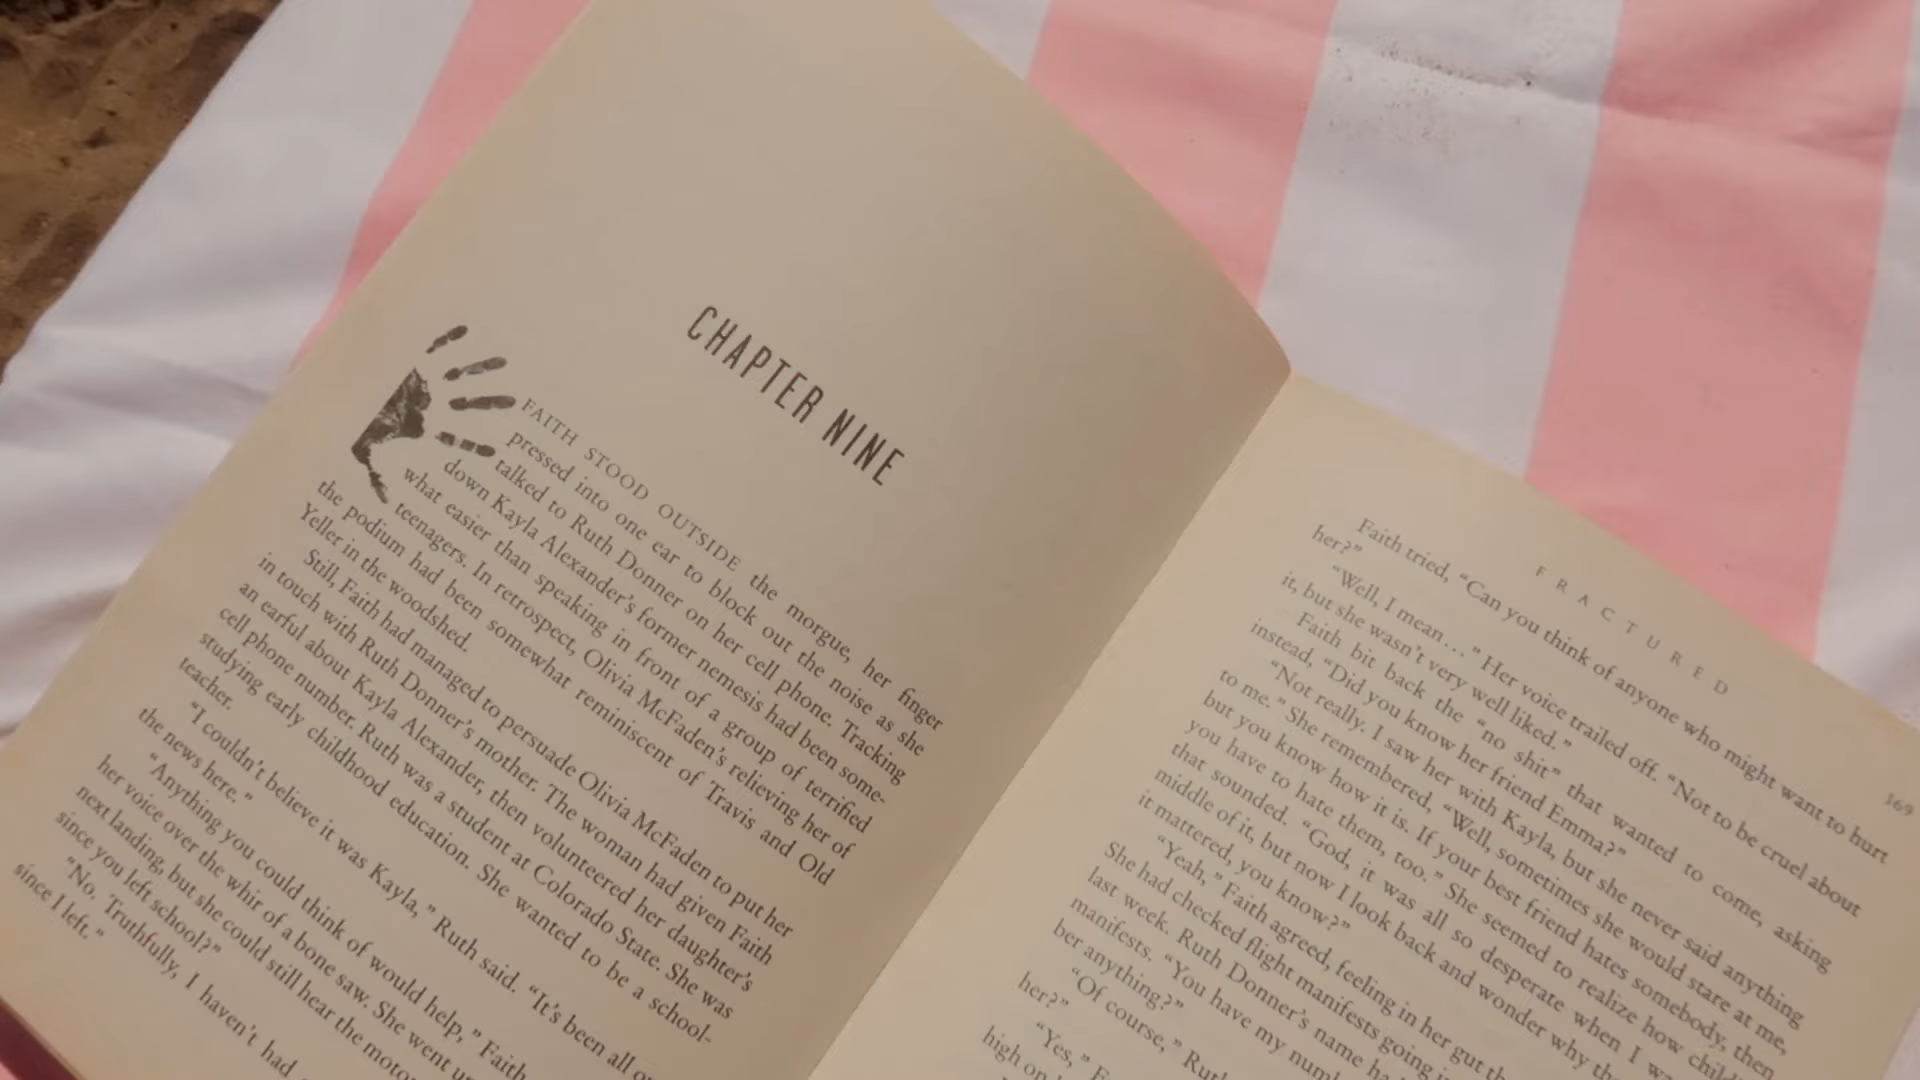 CHAPTER NINE
FAITH STOOD OUTSIDE the morgue, her finger
pressed into one ear to block out the noise as she
talked to Ruth Donner on her cell phone. Tracking
down Kayla Alexander's former nemesis had been some-
what easier than speaking in front of a group of terrified
teenagers. In retrospect, Olivia McFaden's relieving her of
the podium had been somewhat reminiscent of Travis and Old
Yeller in the woodshed.
Still, Faith had managed to persuade Olivia McFaden to put her
in touch with Ruth Donner's mother. The woman had given Faith
an earful about Kayla Alexander, then volunteered her daughter's
cell phone number. Ruth was a student at Colorado State. She was
studying early childhood education. She wanted to be a school-
teacher.
"I couldn't believe it was Kayla," Ruth said. "It's been all
the news here."
"Anything you could think of would help," Faith
her voice over the whir of a bone saw. She went
next landing, but she could still hear the
since you left school?"
"No. Truthfully, I haven't had
since I left."
FRACTURED
169
Faith tried, "Can you think of anyone who might want to hurt
her?"
"Well, I mean...." Her voice trailed off. "Not to be cruel about
it, but she wasn't very well liked."
Faith bit back the "no shit" that wanted to come, asking
instead, "Did you know her friend Emma?"
"Not really. I saw her with Kayla, but she never said anything
to me." She remembered, "Well, sometimes she would stare at me,
but you know how it is. If your best friend hates somebody, then
you have to hate them, too." She seemed to realize how
that sounded. "God, it was all so desperate when I
middle of it, but now I look back and wonder why
it mattered, you know?"
"Yeah," Faith agreed, feeling in her gut
She had checked flight manifests going
last week. Ruth Donner's name
manifests. "You have my
ber anything?"
"Of course,"
her?"
"Yes,"
high on